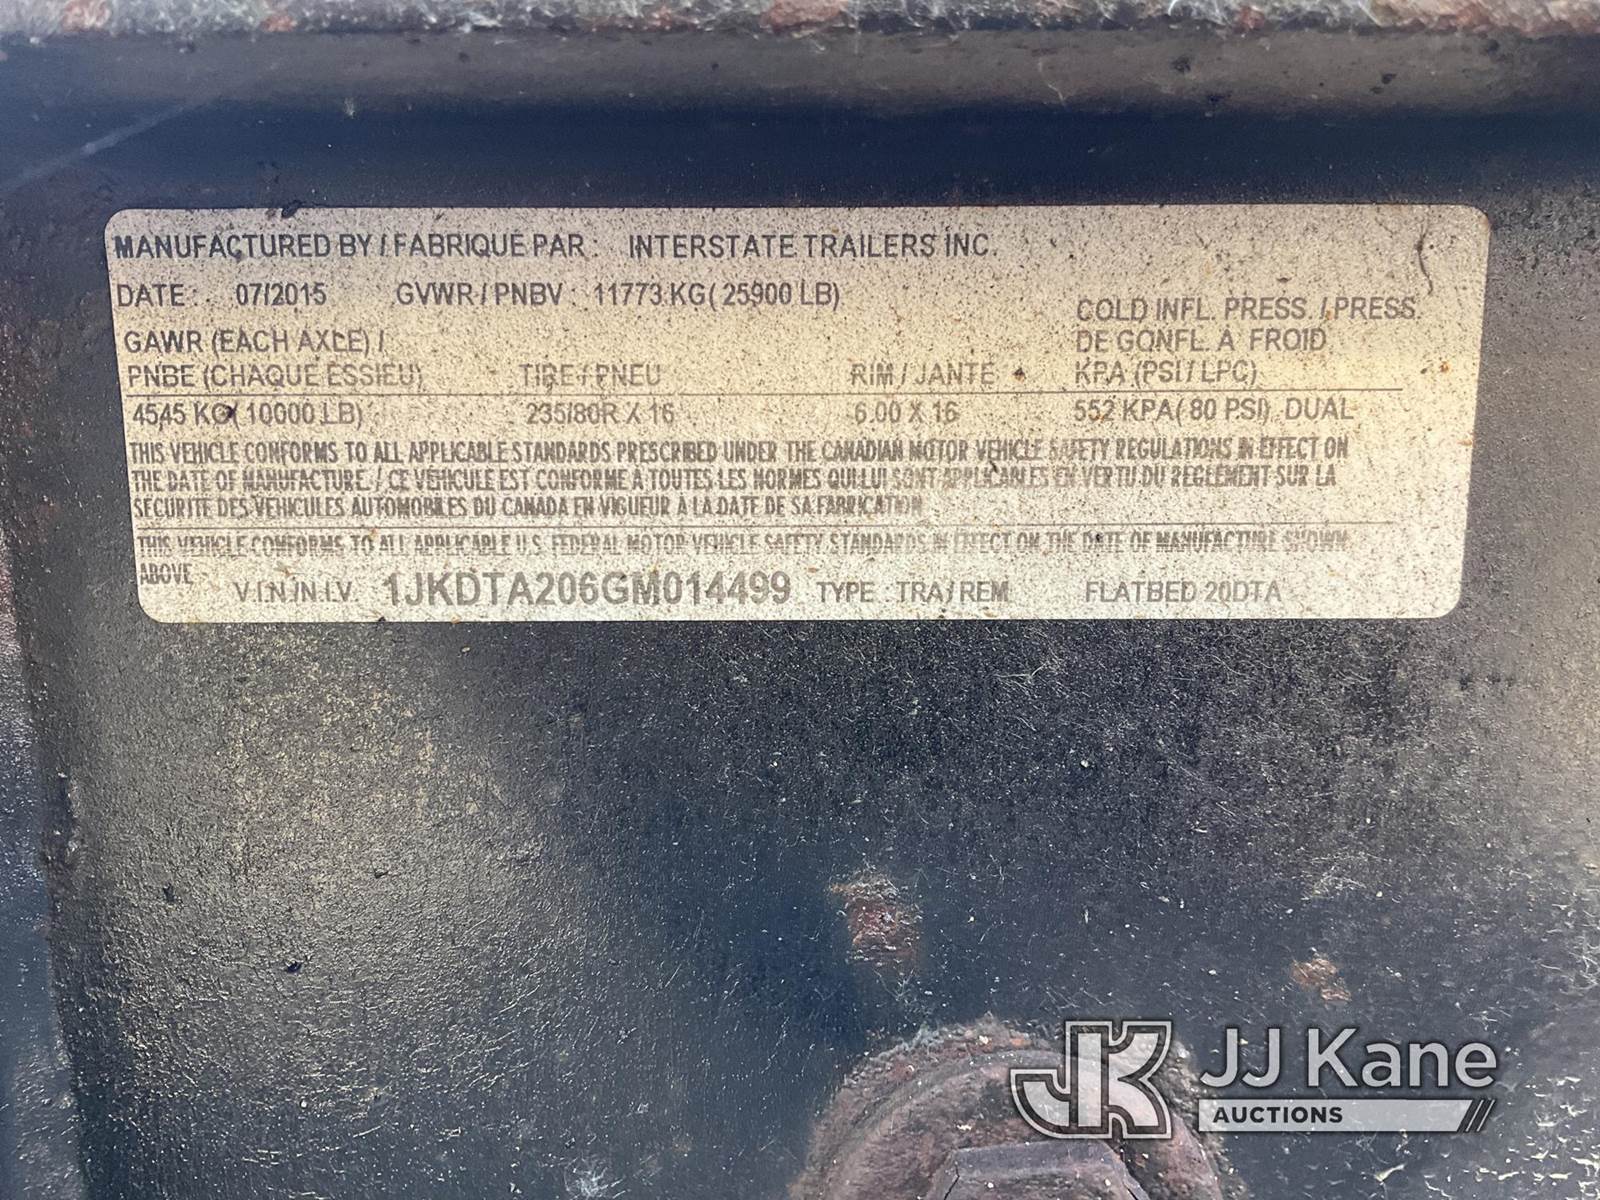 MANUFACTURED BY / FABRIQUE PAR : INTERSTATE TRAILERS INC.
DATE : 07/2015 GVWR / PNBV : 11773 KG( 25900 LB)
GAWR (EACH AXLE) /
PNBE (CHAQUE ESSIEU) TIRE / PNEU RIM / JANTE COLD INFL. PRESS. / PRESS.
DE GONFL. A FROID
KPA (PSI / LPC)
4545 KG( 10000 LB) 235/80R X 16 6.00 X 16 552 KPA( 80 PSI) DUAL
THIS VEHICLE CONFORMS TO ALL APPLICABLE STANDARDS PRESCRIBED UNDER THE CANADIAN MOTOR VEHICLE SAFETY REGULATIONS IN EFFECT ON
THE DATE OF MANUFACTURE. / CE VEHICULE EST CONFORME A TOUTES LES NORMES QUI LUI SONT APPLICABLES EN VERTU DU REGLEMENT SUR LA
SECURITE DES VEHICULES AUTOMOBILES DU CANADA EN VIGUEUR À LA DATE DE SA FABRICATION
THIS VEHICLE CONFORMS TO ALL APPLICABLE U.S. FEDERAL MOTOR VEHICLE SAFETY STANDARDS IN EFFECT ON THE DATE OF MANUFACTURE SHOWN
ABOVE
V.I.N./N.I.V. 1JKDTA206GM014499 TYPE : TRA / REM FLATBED 20DTA
JK JJ Kane
AUCTIONS